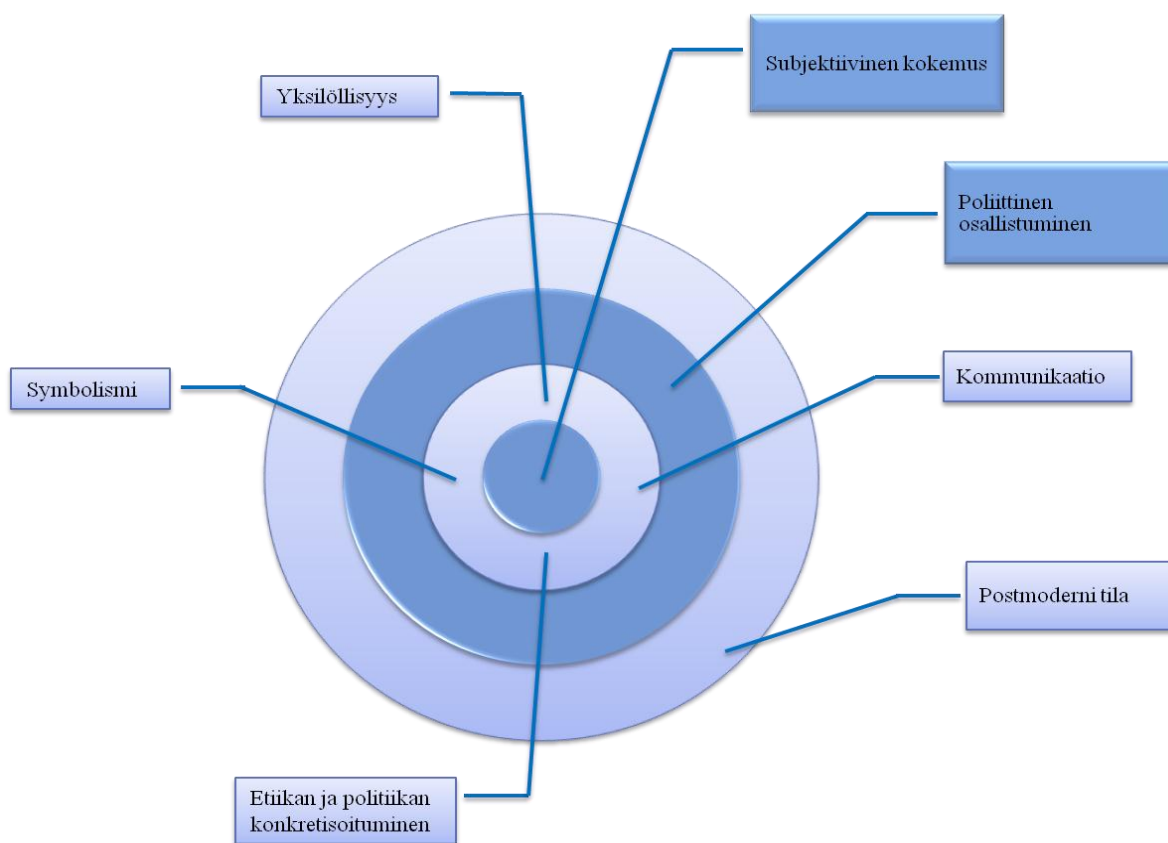 Subjektiivinen kokemus
Yksilöllisyys
Poliittinen
osallistuminen
Kommunikaatio
Symbolismi
Postmoderni tila
Etiikan ja politiikan
konkretisoituminen